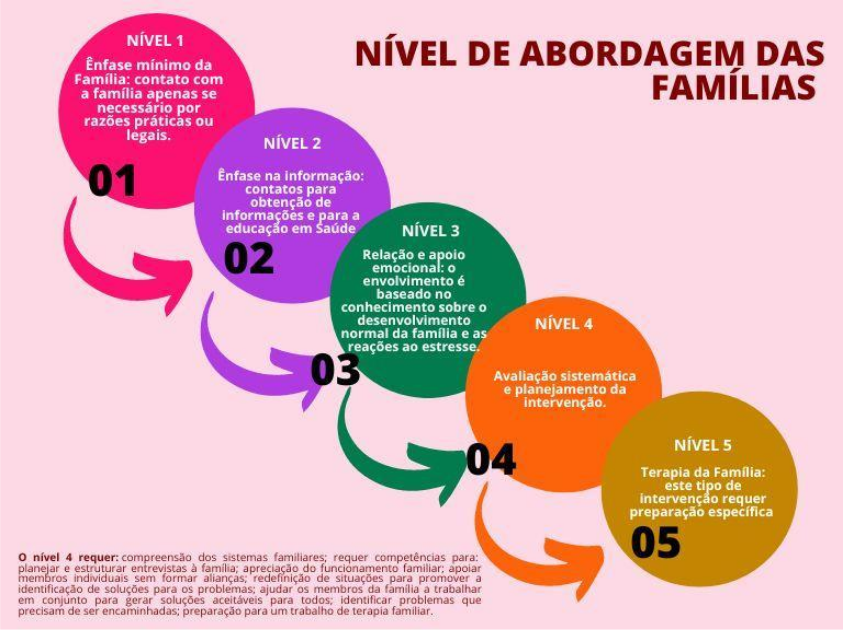 NÍVEL DE ABORDAGEM DAS
FAMÍLIAS
NÍVEL 1
Ênfase mínimo da
Família: contato com
a família apenas se
necessário por
razões práticas ou
legais.
01
NÍVEL 2
Ênfase na informação:
contatos para
obtenção de
informações e para a
educação em Saúde
02
NÍVEL 3
Relação e apoio
emocional: o
envolvimento é
baseado no
conhecimento sobre o
desenvolvimento
normal da família e as
reações ao estresse.
03
NÍVEL 4
Avaliação sistemática
e planejamento da
intervenção.
04
NÍVEL 5
Terapia da Família:
este tipo de
intervenção requer
preparação específica
05
O nível 4 requer: compreensão dos sistemas familiares; requer competências para:
planejar e estruturar entrevistas à família; apreciação do funcionamento familiar; apoiar
membros individuais sem formar alianças; redefinição de situações para promover a
identificação de soluções para os problemas; ajudar os membros da família a trabalhar
em conjunto para gerar soluções aceitáveis para todos; identificar problemas que
precisam de ser encaminhadas; preparação para um trabalho de terapia familiar.